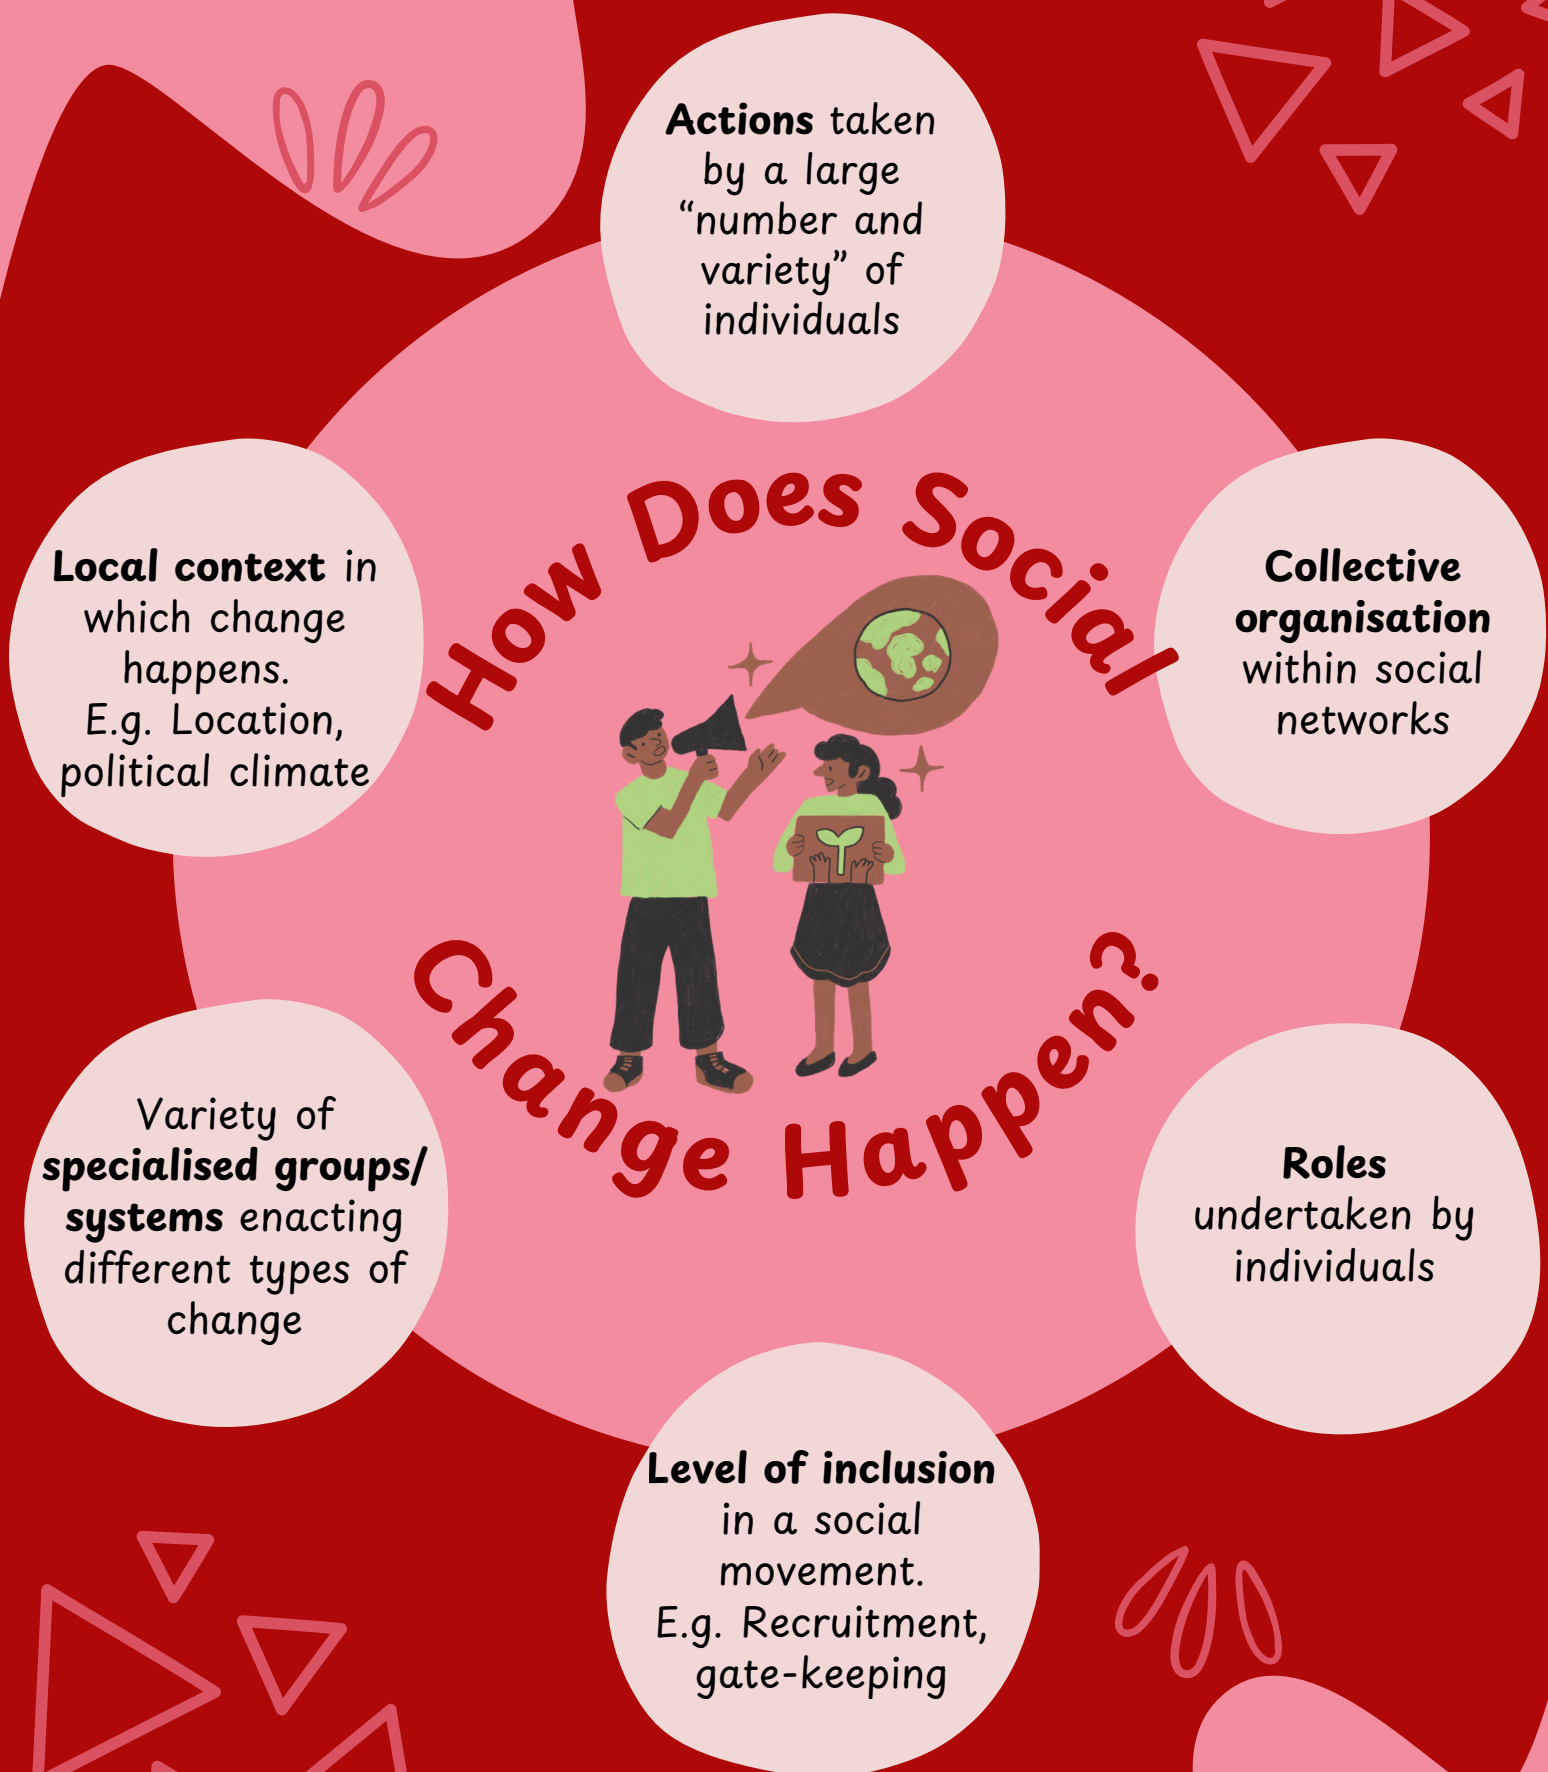 How Does Social
Change Happen?
Actions taken
by a large
“number and
variety” of
individuals
Collective
organisation
within social
networks
Roles
undertaken by
individuals
Level of inclusion
in a social
movement.
E.g. Recruitment,
gate-keeping
Variety of
specialised groups/
systems enacting
different types of
change
Local context in
which change
happens.
E.g. Location,
political climate